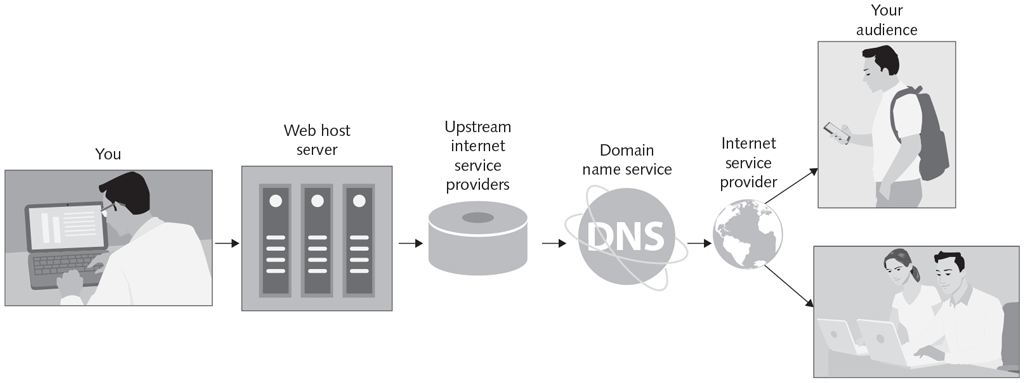 You
Web host
server
Upstream
internet
service
providers
Domain
name service
DNS
Internet
service
provider
Your
audience